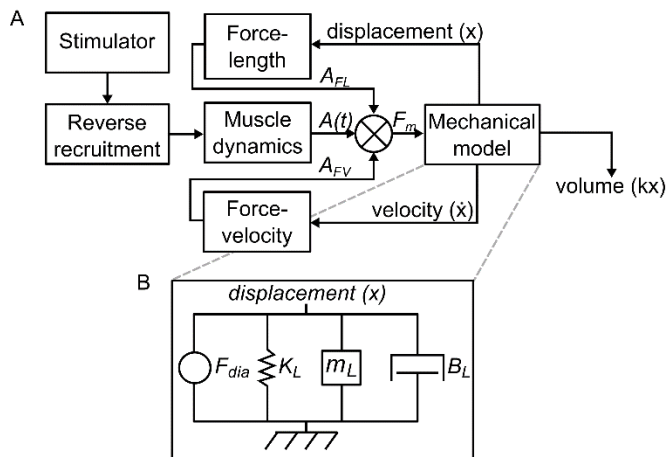 A
Stimulator
Force-
length
displacement (x)
A_FL
Reverse
recruitment
Muscle
dynamics
A(t)
F_m
Mechanical
model
A_FV
volume (kx)
Force-
velocity
velocity (ẋ)
B
displacement (x)
F_dia
K_L
m_L
B_L